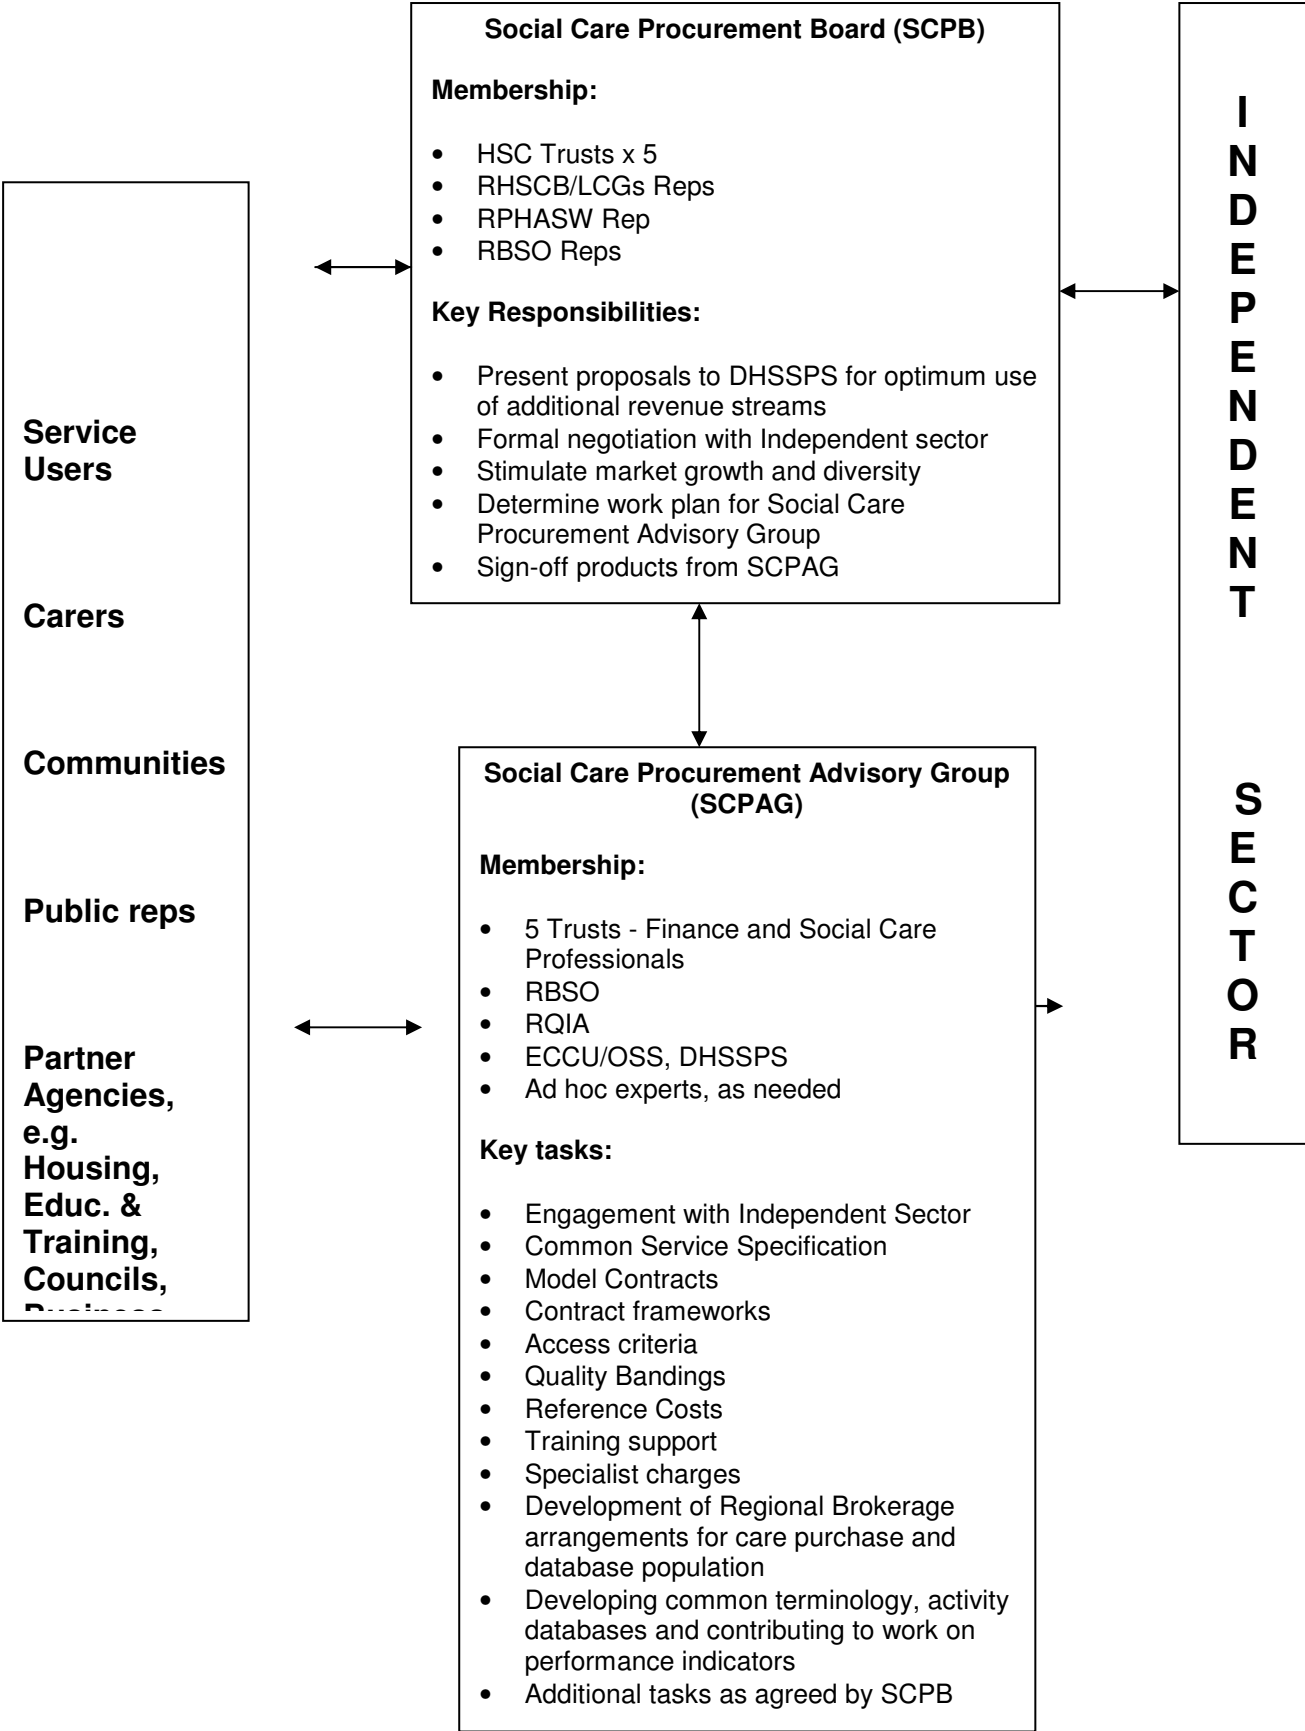 Social Care Procurement Board (SCPB)
Membership:
• HSC Trusts x 5
• RHSCB/LCGs Reps
• RPHASW Rep
• RBSO Reps
Key Responsibilities:
• Present proposals to DHSSPS for optimum use
of additional revenue streams
• Formal negotiation with Independent sector
• Stimulate market growth and diversity
• Determine work plan for Social Care
Procurement Advisory Group
• Sign-off products from SCPAG
Service
Users
Carers
Communities
Public reps
Partner
Agencies,
e.g.
Housing,
Educ. &
Training,
Councils,
Social Care Procurement Advisory Group
(SCPAG)
Membership:
• 5 Trusts - Finance and Social Care
Professionals
• RBSO
• RQIA
• ECCU/OSS, DHSSPS
• Ad hoc experts, as needed
Key tasks:
• Engagement with Independent Sector
• Common Service Specification
• Model Contracts
• Contract frameworks
• Access criteria
• Quality Bandings
• Reference Costs
• Training support
• Specialist charges
• Development of Regional Brokerage
arrangements for care purchase and
database population
• Developing common terminology, activity
databases and contributing to work on
performance indicators
• Additional tasks as agreed by SCPB
I
N
D
E
P
E
N
D
E
N
T
S
E
C
T
O
R